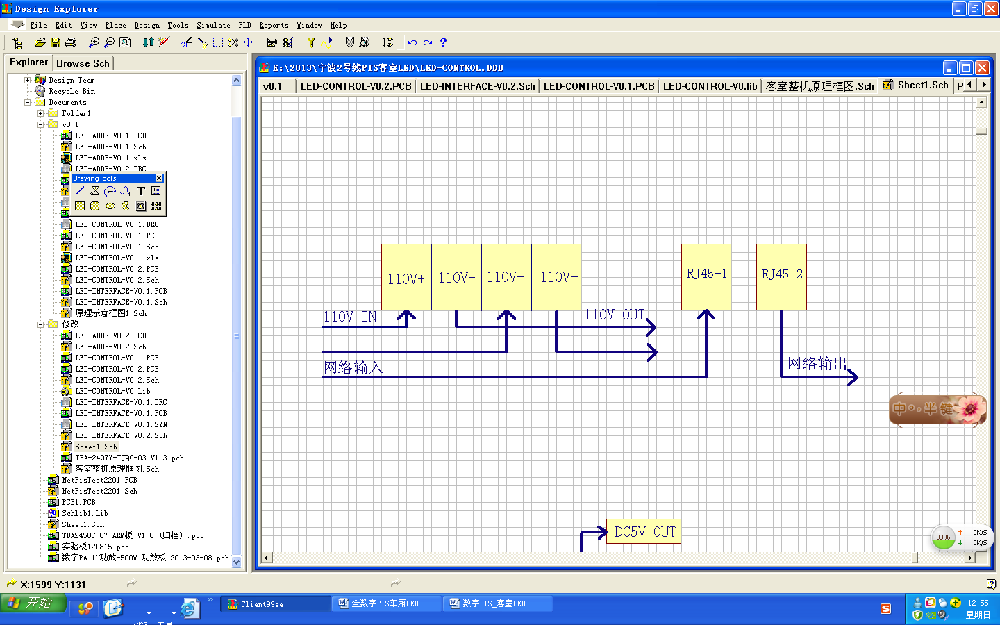 Design Explorer
File Edit View Place Design Tools Simulate PLD Reports Window Help
Explorer Browse Sch
E:\2013\宁波2号线PIS客室LED\LED-CONTROL.DDB
v0.1 LED-CONTROL-V0.2.PCB LED-INTERFACE-V0.2.Sch LED-CONTROL-V0.1.PCB LED-CONTROL-V0.lib 客室整机原理框图.Sch Sheet1.Sch P
Design Team
Recycle Bin
Documents
Folder1
v0.1
LED-ADDR-V0.1.PCB
LED-ADDR-V0.1.Sch
LED-ADDR-V0.1.xls
LED-ADDR-V0.2.DRC
DrawingTools
T
LED-CONTROL-V0.1.DRC
LED-CONTROL-V0.1.PCB
LED-CONTROL-V0.1.Sch
LED-CONTROL-V0.1.xls
LED-CONTROL-V0.2.PCB
LED-CONTROL-V0.2.Sch
LED-INTERFACE-V0.1.PCB
LED-INTERFACE-V0.1.Sch
原理示意框图1.Sch
修改
LED-ADDR-V0.2.PCB
LED-ADDR-V0.2.Sch
LED-CONTROL-V0.1.PCB
LED-CONTROL-V0.2.PCB
LED-CONTROL-V0.2.Sch
LED-CONTROL-V0.lib
LED-INTERFACE-V0.1.DRC
LED-INTERFACE-V0.1.PCB
LED-INTERFACE-V0.1.SYN
LED-INTERFACE-V0.2.Sch
Sheet1.Sch
TBA-2497Y-TJQG-03 V1.3.pcb
客室整机原理框图.Sch
NetPisTest2201.PCB
NetPisTest2201.Sch
PCB1.PCB
Schlib1.Lib
Sheet1.Sch
TBA2450C-07 ARM板 V1.0 (归档) .pcb
实验板120815.pcb
数字PA 1U功放-500W 功放板 2013-03-08.pcb
110V+ 110V+ 110V- 110V- RJ45-1 RJ45-2
110V IN 110V OUT
网络输入 网络输出
中 半 键
DC5V OUT
33% 0K/S
0K/S
X:1599 Y:1131
开始 Client99se 全数字PIS车厢LED... 数字PIS_客室LED... 12:55
星期日